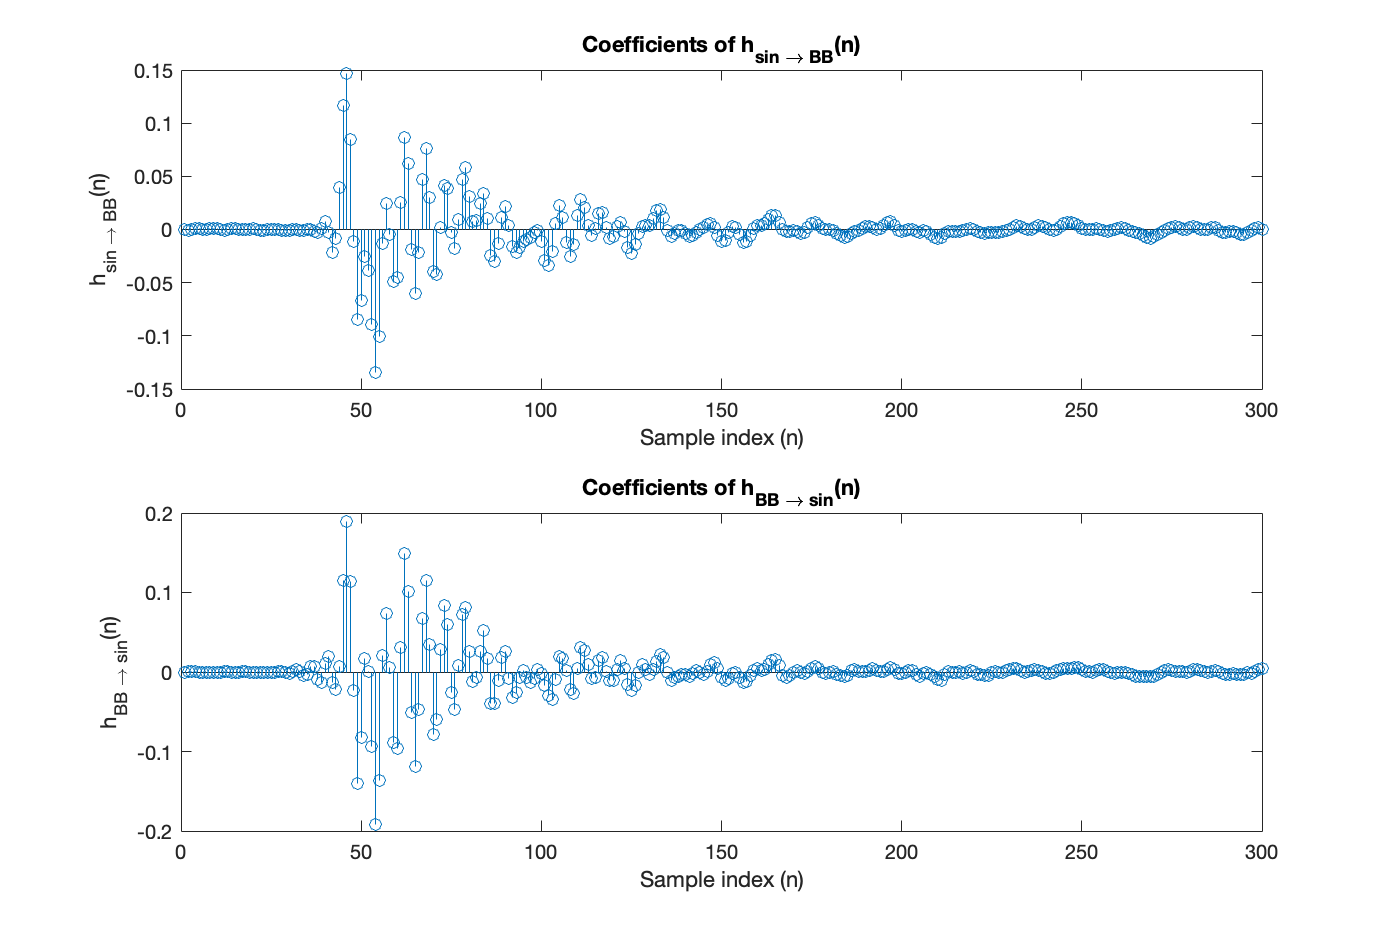 Coefficients of h_sin → BB(n)
0.15
0.1
0.05
0
-0.05
-0.1
-0.15
h_sin → BB(n)
0 50 100 150 200 250 300
Sample index (n)
Coefficients of h_BB → sin(n)
0.2
0.1
0
-0.1
-0.2
h_BB → sin(n)
0 50 100 150 200 250 300
Sample index (n)